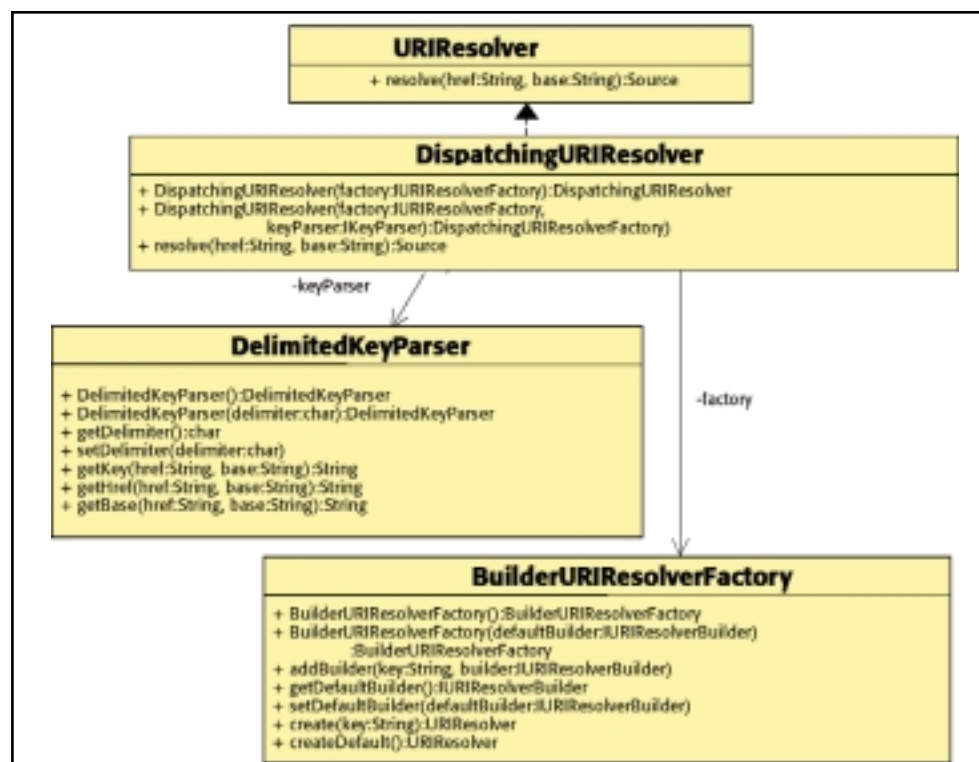 URIResolver
+ resolve(href:String, base:String):Source
DispatchingURIResolver
+ DispatchingURIResolver(factory:IURIResolverFactory):DispatchingURIResolver
+ DispatchingURIResolver(factory:IURIResolverFactory,
keyParser:IKeyParser):DispatchingURIResolverFactory)
+ resolve(href:String, base:String):Source
-keyParser
DelimitedKeyParser
+ DelimitedKeyParser():DelimitedKeyParser
+ DelimitedKeyParser(delimiter:char):DelimitedKeyParser
+ getDelimiter():char
+ setDelimiter(delimiter:char)
+ getKey(href:String, base:String):String
+ getHref(href:String, base:String):String
+ getBase(href:String, base:String):String
-factory
BuilderURIResolverFactory
+ BuilderURIResolverFactory():BuilderURIResolverFactory
+ BuilderURIResolverFactory(defaultBuilder:IURIResolverBuilder)
:BuilderURIResolverFactory
+ addBuilder(key:String, builder:IURIResolverBuilder)
+ getDefaultBuilder():IURIResolverBuilder
+ setDefaultBuilder(defaultBuilder:IURIResolverBuilder)
+ create(key:String):URIResolver
+ createDefault():URIResolver